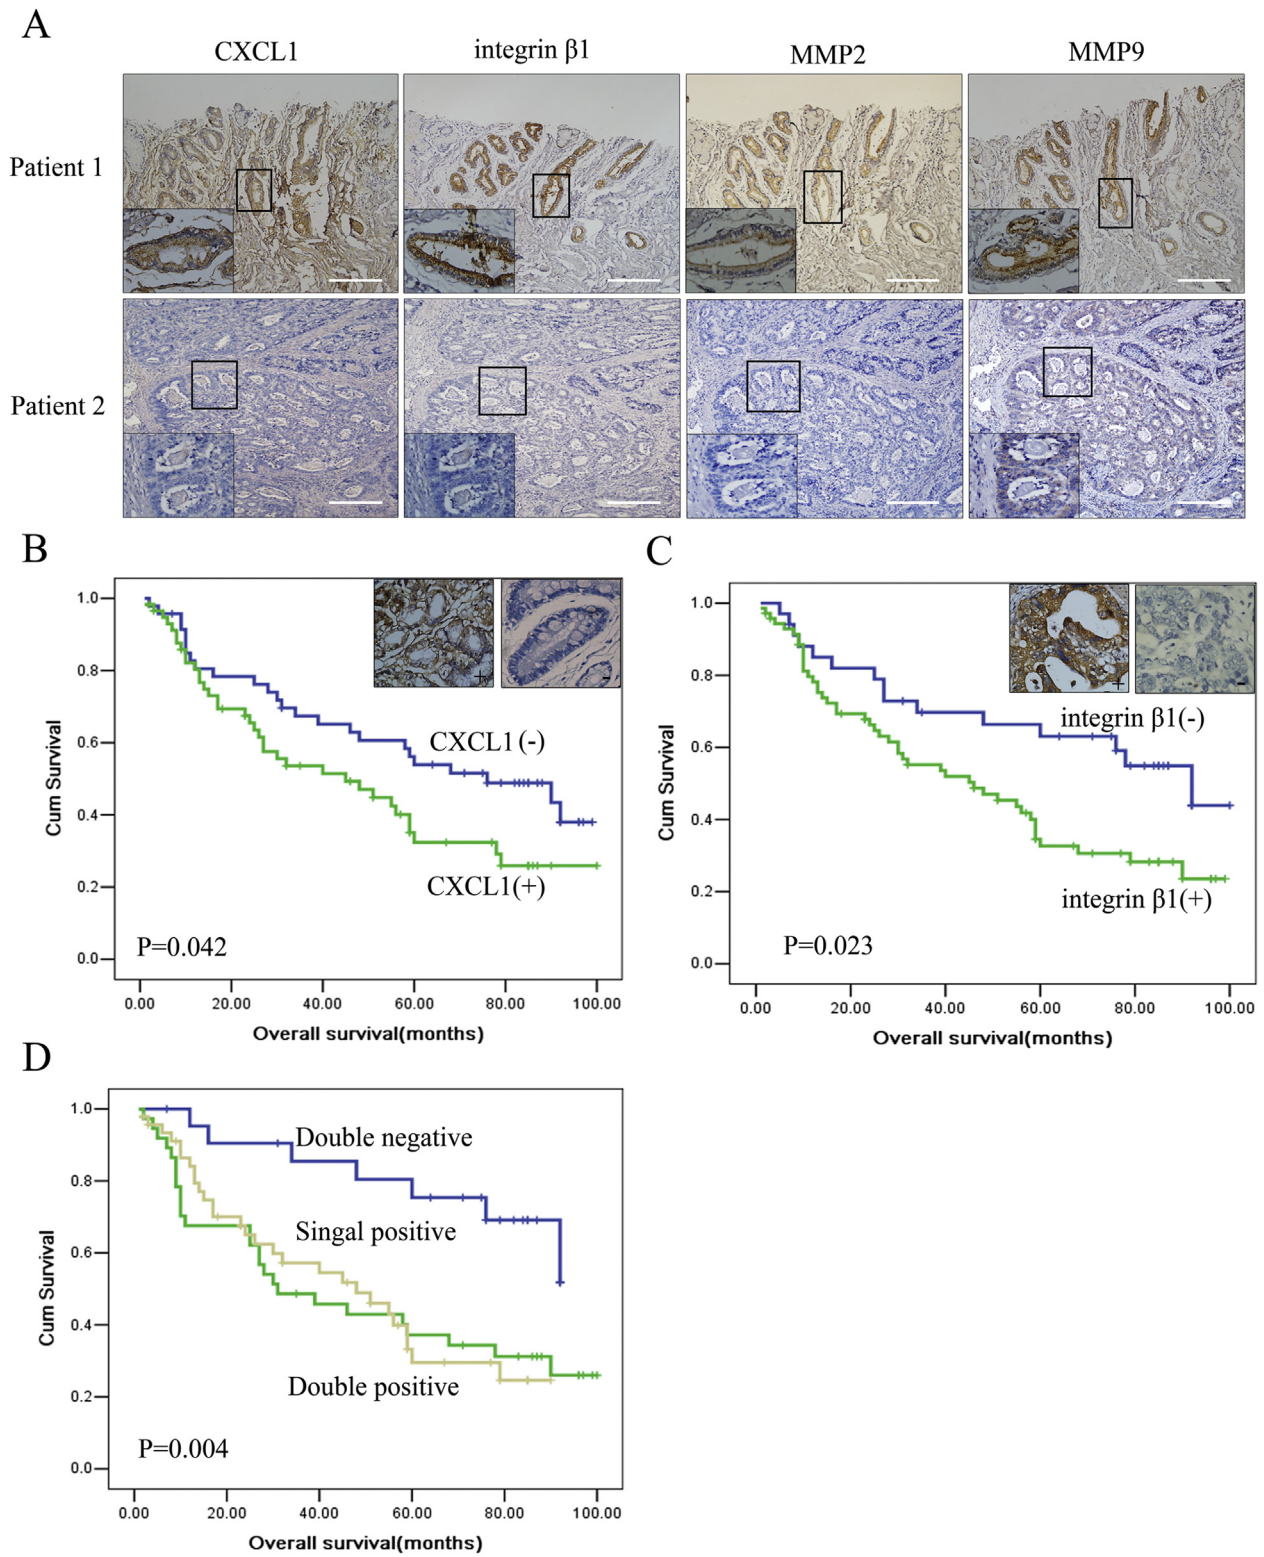 A
CXCL1 integrin β1 MMP2 MMP9
Patient 1
Patient 2
B
1.0
0.8
0.6
0.4
0.2
0.0
Cum Survival
+ -
CXCL1 (-)
CXCL1(+)
P=0.042
0.00 20.00 40.00 60.00 80.00 100.00
Overall survival(months)
C
1.0
0.8
0.6
0.4
0.2
0.0
Cum Survival
+ -
integrin β1(-)
integrin β1(+)
P=0.023
0.00 20.00 40.00 60.00 80.00 100.00
Overall survival(months)
D
1.0
0.8
0.6
0.4
0.2
0.0
Cum Survival
Double negative
Singal positive
Double positive
P=0.004
0.00 20.00 40.00 60.00 80.00 100.00
Overall survival(months)